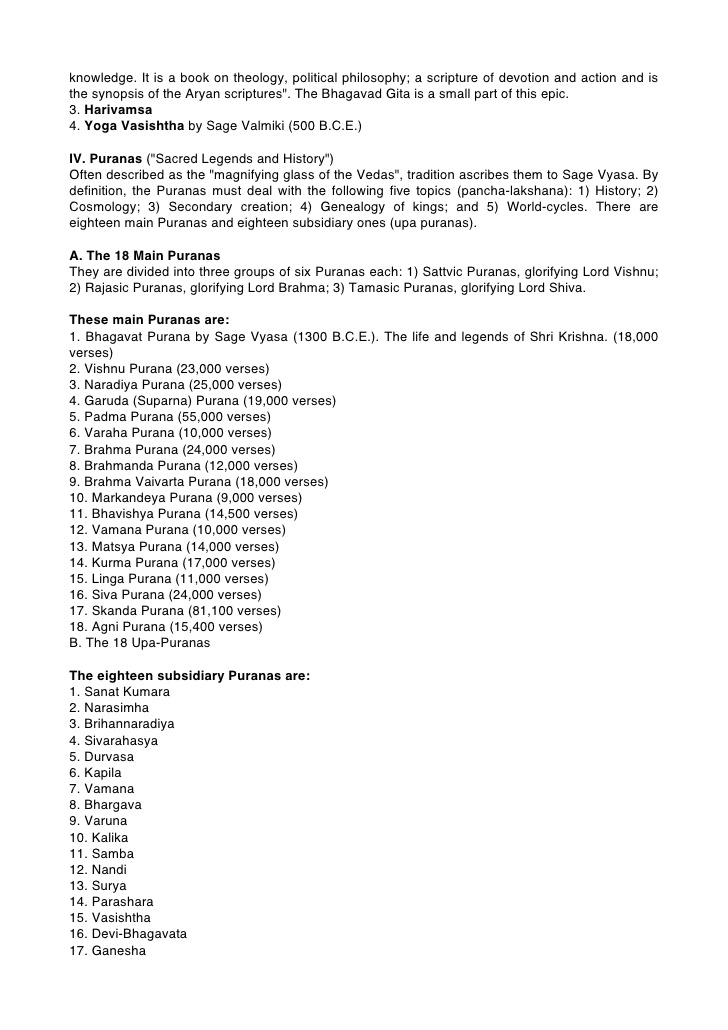 knowledge. It is a book on theology, political philosophy; a scripture of devotion and action and is
the synopsis of the Aryan scriptures". The Bhagavad Gita is a small part of this epic.
3. Harivamsa
4. Yoga Vasishtha by Sage Valmiki (500 B.C.E.)
IV. Puranas ("Sacred Legends and History")
Often described as the "magnifying glass of the Vedas", tradition ascribes them to Sage Vyasa. By
definition, the Puranas must deal with the following five topics (pancha-lakshana): 1) History; 2)
Cosmology; 3) Secondary creation; 4) Genealogy of kings; and 5) World-cycles. There are
eighteen main Puranas and eighteen subsidiary ones (upa puranas).
A. The 18 Main Puranas
They are divided into three groups of six Puranas each: 1) Sattvic Puranas, glorifying Lord Vishnu;
2) Rajasic Puranas, glorifying Lord Brahma; 3) Tamasic Puranas, glorifying Lord Shiva.
These main Puranas are:
1. Bhagavat Purana by Sage Vyasa (1300 B.C.E.). The life and legends of Shri Krishna. (18,000
verses)
2. Vishnu Purana (23,000 verses)
3. Naradiya Purana (25,000 verses)
4. Garuda (Suparna) Purana (19,000 verses)
5. Padma Purana (55,000 verses)
6. Varaha Purana (10,000 verses)
7. Brahma Purana (24,000 verses)
8. Brahmanda Purana (12,000 verses)
9. Brahma Vaivarta Purana (18,000 verses)
10. Markandeya Purana (9,000 verses)
11. Bhavishya Purana (14,500 verses)
12. Vamana Purana (10,000 verses)
13. Matsya Purana (14,000 verses)
14. Kurma Purana (17,000 verses)
15. Linga Purana (11,000 verses)
16. Siva Purana (24,000 verses)
17. Skanda Purana (81,100 verses)
18. Agni Purana (15,400 verses)
B. The 18 Upa-Puranas
The eighteen subsidiary Puranas are:
1. Sanat Kumara
2. Narasimha
3. Brihannaradiya
4. Sivarahasya
5. Durvasa
6. Kapila
7. Vamana
8. Bhargava
9. Varuna
10. Kalika
11. Samba
12. Nandi
13. Surya
14. Parashara
15. Vasishtha
16. Devi-Bhagavata
17. Ganesha